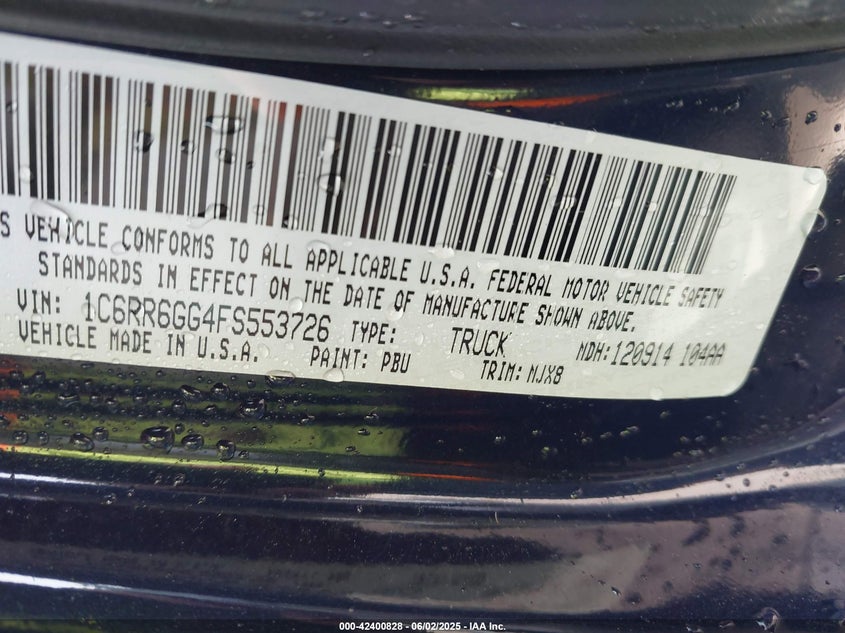 S VEHICLE CONFORMS TO ALL APPLICABLE U.S.A. FEDERAL MOTOR VEHICLE SAFETY
STANDARDS IN EFFECT ON THE DATE OF MANUFACTURE SHOWN ABOVE.
VIN: 1C6RR6GG4FS553726 TYPE: TRUCK MDH: 120914 104AA
VEHICLE MADE IN U.S.A. PAINT: PBU TRIM: MJX8
000-42400828 - 06/02/2025 - IAA Inc.